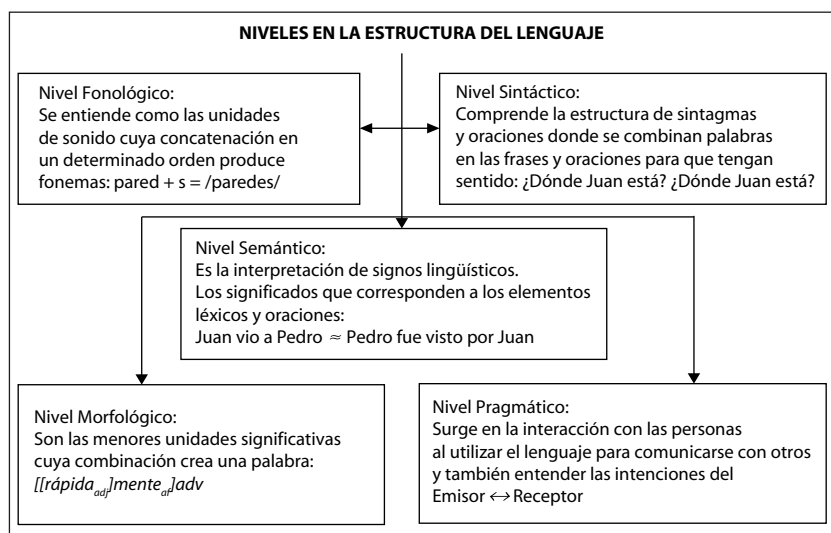 NIVELES EN LA ESTRUCTURA DEL LENGUAJE
Nivel Fonológico:
Se entiende como las unidades
de sonido cuya concatenación en
un determinado orden produce
fonemas: pared + s = /paredes/
Nivel Sintáctico:
Comprende la estructura de sintagmas
y oraciones donde se combinan palabras
en las frases y oraciones para que tengan
sentido: ¿Dónde Juan está? ¿Dónde Juan está?
Nivel Semántico:
Es la interpretación de signos lingüísticos.
Los significados que corresponden a los elementos
léxicos y oraciones:
Juan vio a Pedro ≈ Pedro fue visto por Juan
Nivel Morfológico:
Son las menores unidades significativas
cuya combinación crea una palabra:
[[rápida adj]mente af]adv
Nivel Pragmático:
Surge en la interacción con las personas
al utilizar el lenguaje para comunicarse con otros
y también entender las intenciones del
Emisor ↔ Receptor